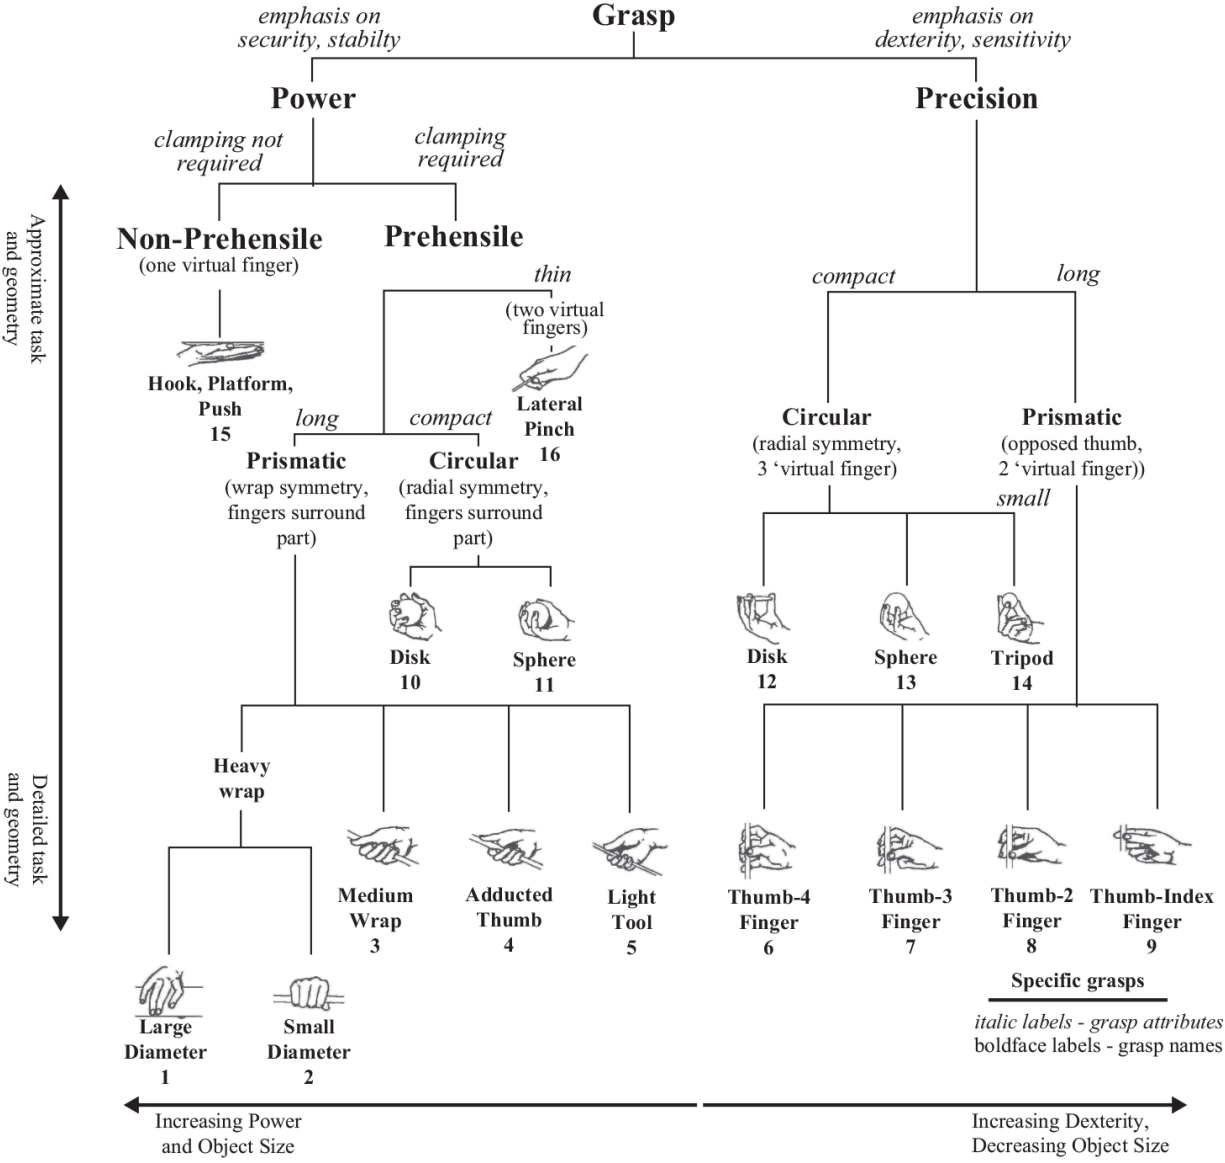 Grasp
emphasis on
security, stabilty
emphasis on
dexterity, sensitivity
Power
Precision
clamping not
required
clamping
required
Non-Prehensile
(one virtual finger)
Prehensile
Approximate task
and geometry
thin
(two virtual
fingers)
compact
long
Hook, Platform,
Push
15
Lateral
Pinch
16
long
compact
Prismatic
(wrap symmetry,
fingers surround
part)
Circular
(radial symmetry,
fingers surround
part)
Circular
(radial symmetry,
3 ‘virtual finger)
Prismatic
(opposed thumb,
2 ‘virtual finger))
small
Disk
10
Sphere
11
Disk
12
Sphere
13
Tripod
14
Detailed task
and geometry
Heavy
wrap
Medium
Wrap
3
Adducted
Thumb
4
Light
Tool
5
Thumb-4
Finger
6
Thumb-3
Finger
7
Thumb-2
Finger
8
Thumb-Index
Finger
9
Large
Diameter
1
Small
Diameter
2
Specific grasps
italic labels - grasp attributes
boldface labels - grasp names
Increasing Power
and Object Size
Increasing Dexterity,
Decreasing Object Size